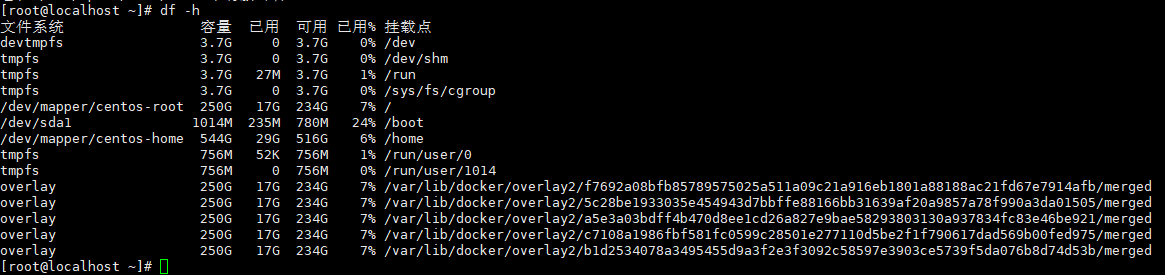 [root@localhost ~]# df -h
文件系统 容量 已用 可用 已用% 挂载点
devtmpfs 3.7G 0 3.7G 0% /dev
tmpfs 3.7G 0 3.7G 0% /dev/shm
tmpfs 3.7G 27M 3.7G 1% /run
tmpfs 3.7G 0 3.7G 0% /sys/fs/cgroup
/dev/mapper/centos-root 250G 17G 234G 7% /
/dev/sda1 1014M 235M 780M 24% /boot
/dev/mapper/centos-home 544G 29G 516G 6% /home
tmpfs 756M 52K 756M 1% /run/user/0
tmpfs 756M 0 756M 0% /run/user/1014
overlay 250G 17G 234G 7% /var/lib/docker/overlay2/f7692a08bfb85789575025a511a09c21a916eb1801a88188ac21fd67e7914afb/merged
overlay 250G 17G 234G 7% /var/lib/docker/overlay2/5c28be1933035e454943d7bbffe88166bb31639af20a9857a78f990a3da01505/merged
overlay 250G 17G 234G 7% /var/lib/docker/overlay2/a5e3a03bdff4b470d8ee1cd26a827e9bae58293803130a937834fc83e46be921/merged
overlay 250G 17G 234G 7% /var/lib/docker/overlay2/c7108a1986fbf581fc0599c28501e277110d5be2f1f790617dad569b00fed975/merged
overlay 250G 17G 234G 7% /var/lib/docker/overlay2/b1d2534078a3495455d9a3f2e3f3092c58597e3903ce5739f5da076b8d74d53b/merged
[root@localhost ~]#